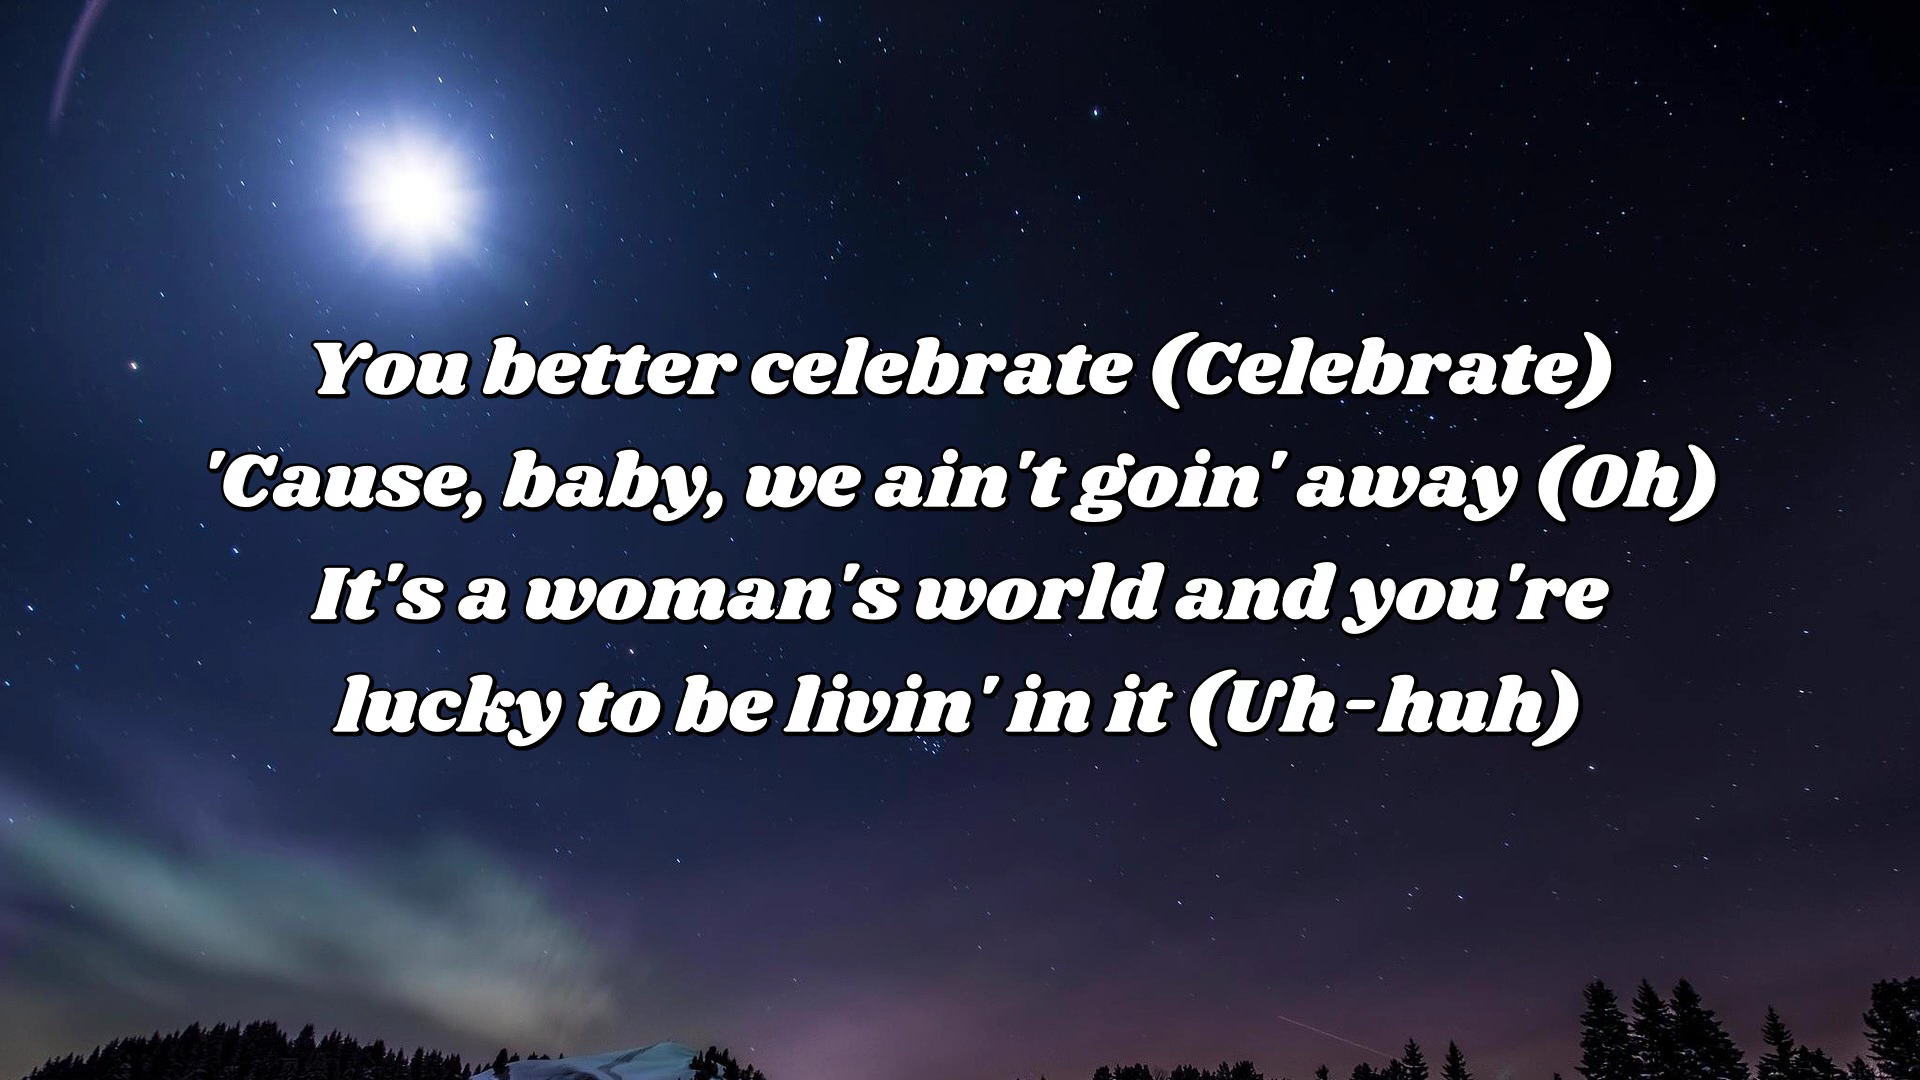 You better celebrate (Celebrate)
'Cause, baby, we ain't goin' away (Oh)
It's a woman's world and you're
lucky to be livin' in it (Uh-huh)